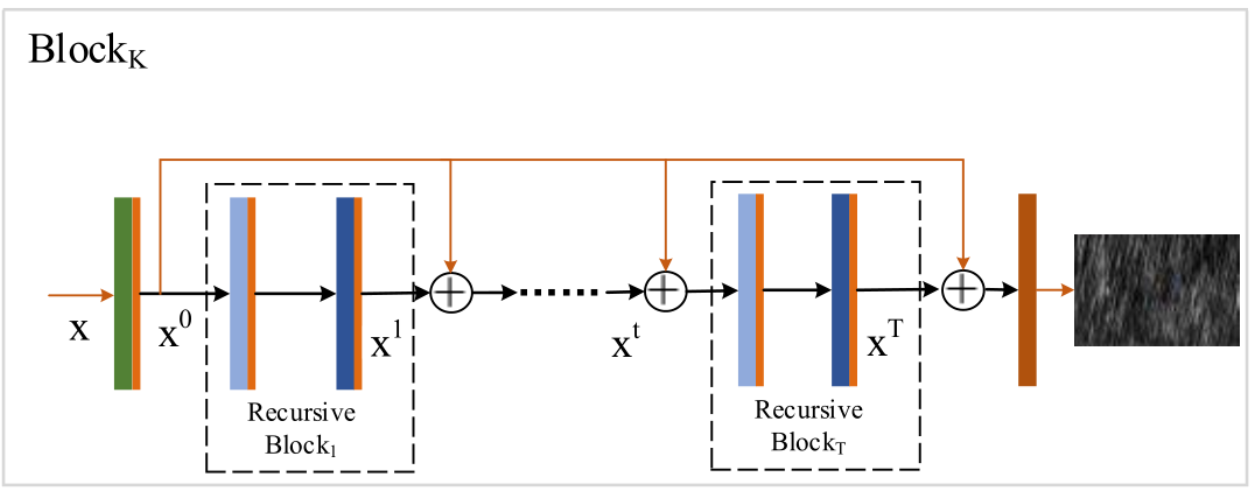 Block_K
x
x^0
x^1
x^t
x^T
Recursive
Block_1
Recursive
Block_T